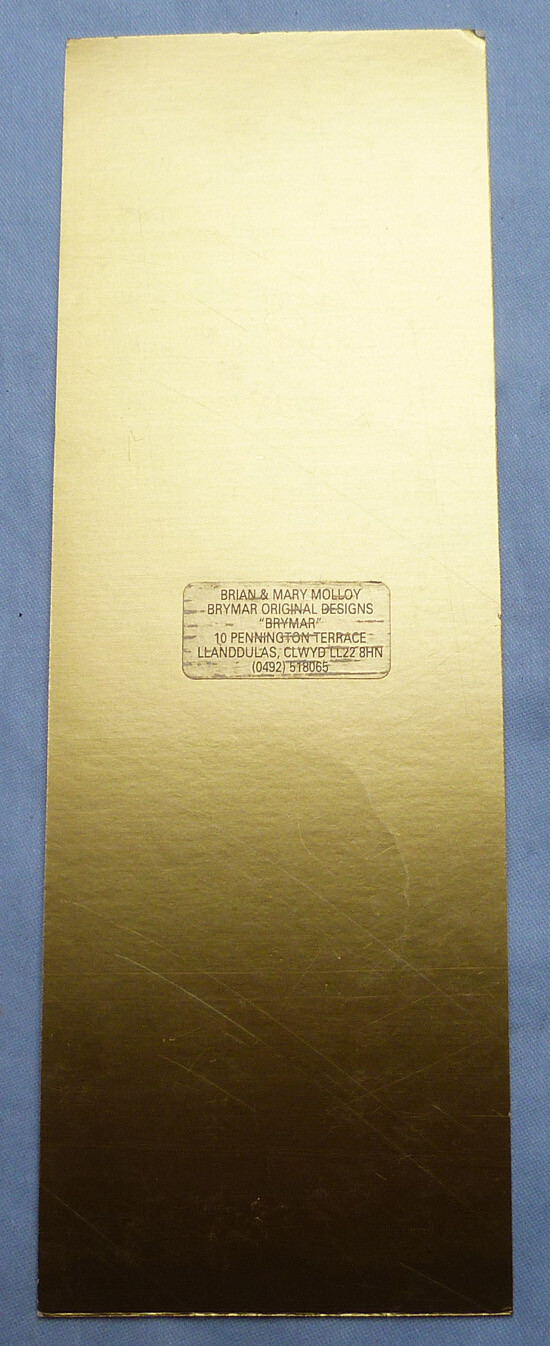 BRIAN & MARY MOLLOY
BRYMAR ORIGINAL DESIGNS
"BRYMAR"
10 PENNINGTON TERRACE
LLANDDULAS, CLWYD LL22 8HN
(0492) 518065